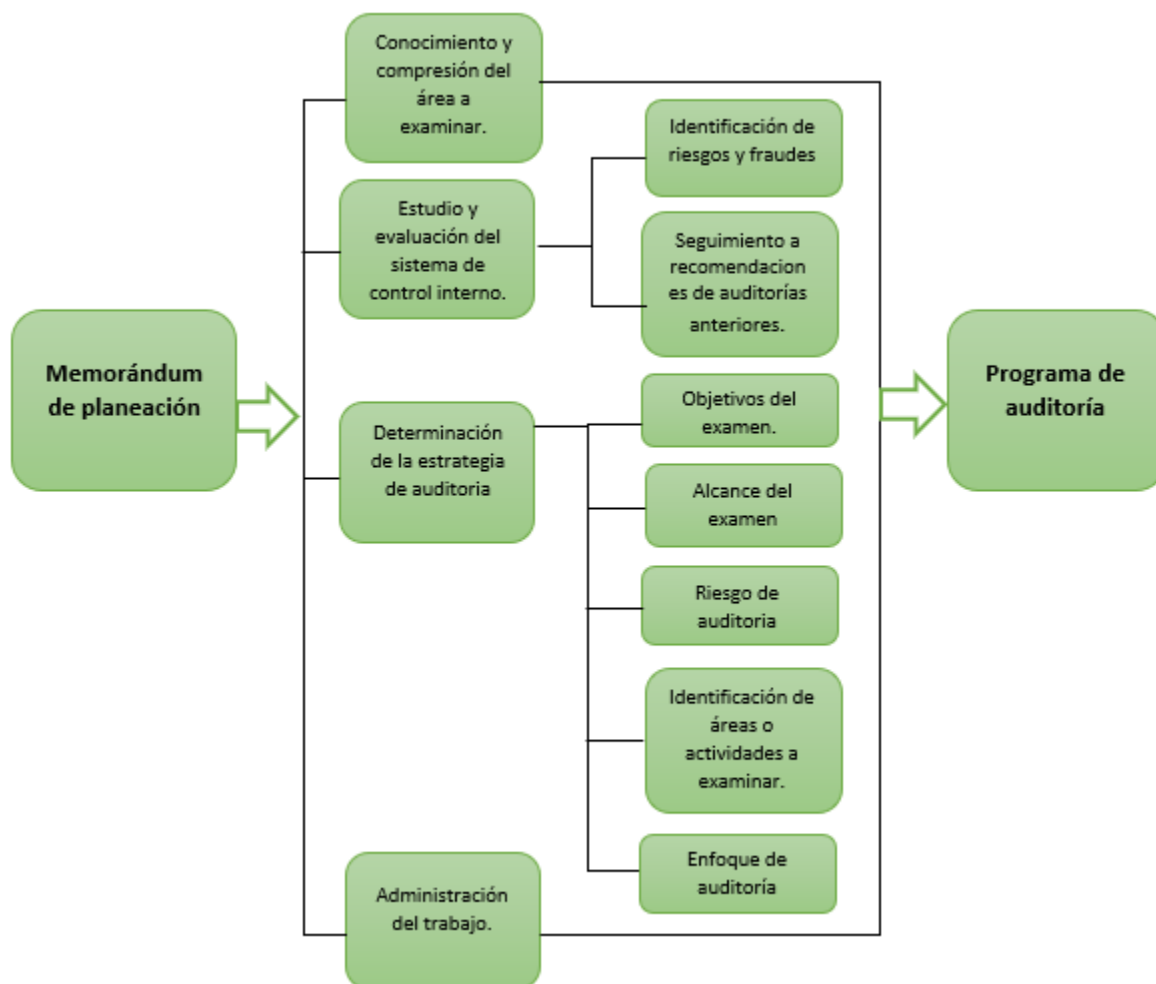 Conocimiento y
compresión del
área a
examinar.
Identificación de
riesgos y fraudes
Estudio y
evaluación del
sistema de
control interno.
Seguimiento a
recomendacion
es de auditorías
anteriores.
Memorándum
de planeación
Programa de
auditoría
Determinación
de la estrategia
de auditoria
Objetivos del
examen.
Alcance del
examen
Riesgo de
auditoria
Identificación de
áreas o
actividades a
examinar.
Enfoque de
auditoría
Administración
del trabajo.